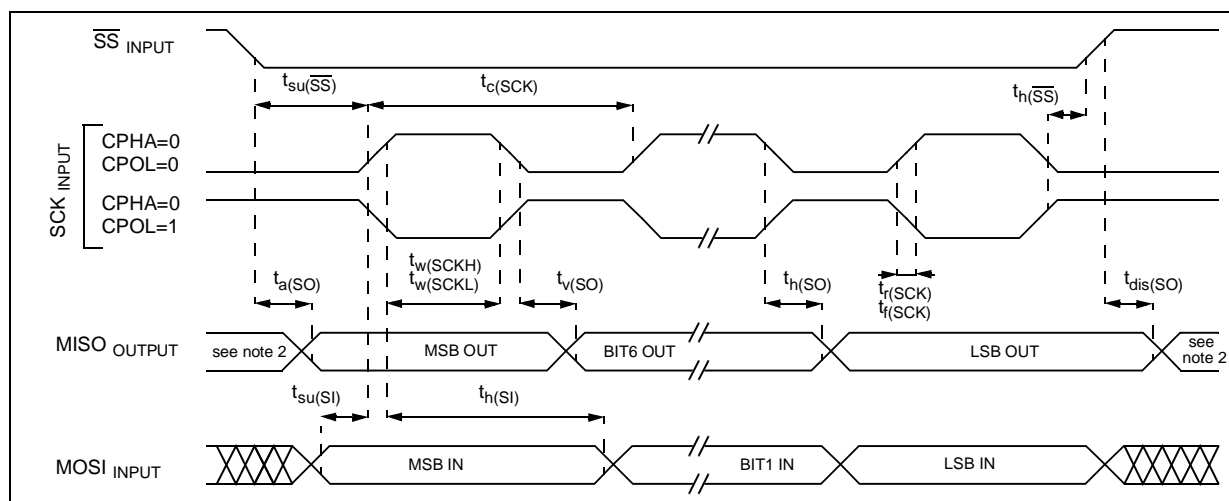 SS INPUT
tsu(SS)
tc(SCK)
th(SS)
SCK INPUT
CPHA=0
CPOL=0
CPHA=0
CPOL=1
ta(SO)
tw(SCKH)
tw(SCKL)
tv(SO)
th(SO)
tr(SCK)
tf(SCK)
tdis(SO)
MISO OUTPUT
see note 2
MSB OUT
BIT6 OUT
LSB OUT
see
note 2
tsu(SI)
th(SI)
MOSI INPUT
MSB IN
BIT1 IN
LSB IN